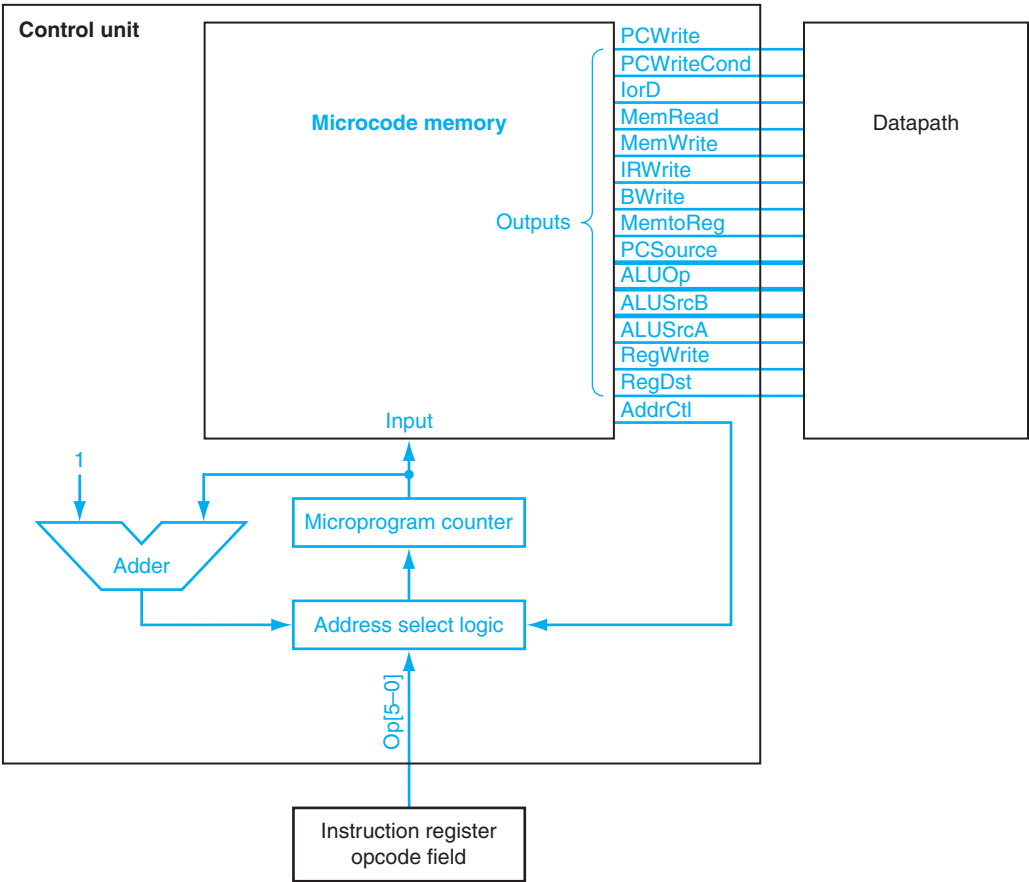 Control unit
Microcode memory
Outputs
Input
PCWrite
PCWriteCond
IorD
MemRead
MemWrite
IRWrite
BWrite
MemtoReg
PCSource
ALUOp
ALUSrcB
ALUSrcA
RegWrite
RegDst
AddrCtl
Datapath
1
Adder
Microprogram counter
Address select logic
Op[5–0]
Instruction register
opcode field